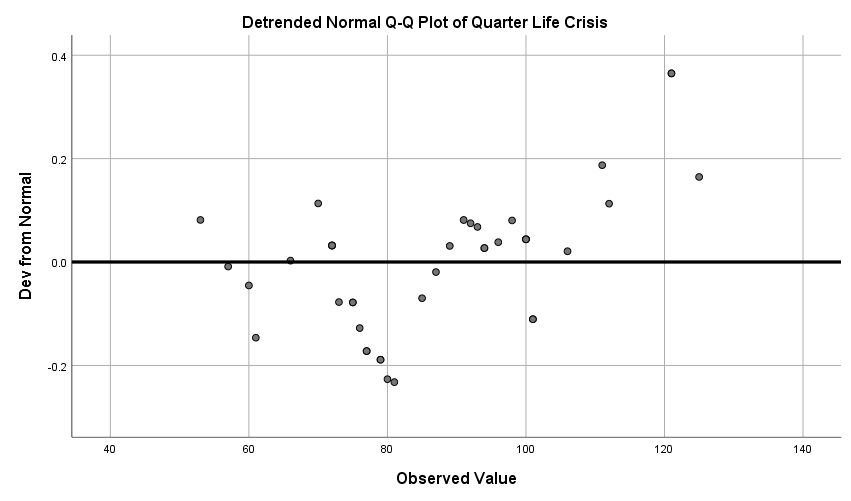 Detrended Normal Q-Q Plot of Quarter Life Crisis
0.4
0.2
0.0
-0.2
Dev from Normal
40 60 80 100 120 140
Observed Value